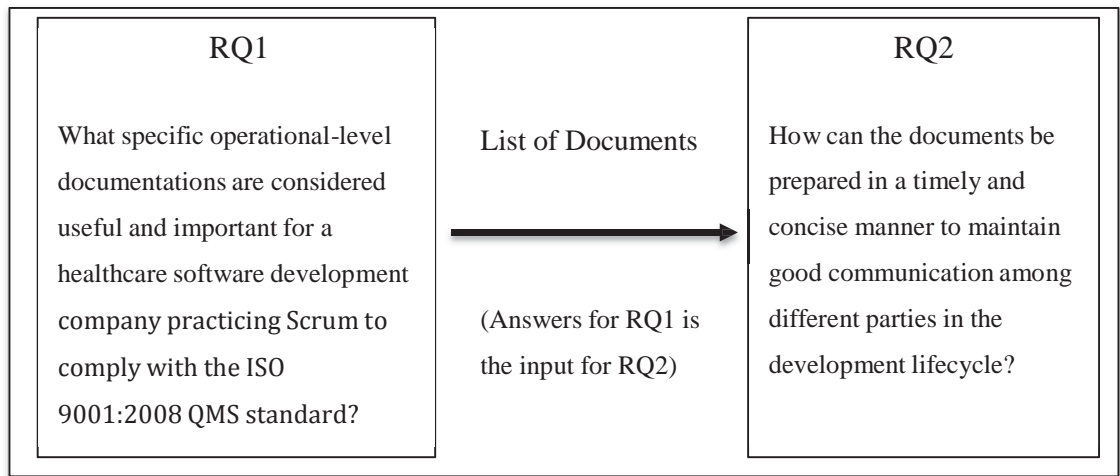 RQ1
What specific operational-level
documentations are considered
useful and important for a
healthcare software development
company practicing Scrum to
comply with the ISO
9001:2008 QMS standard?
List of Documents
(Answers for RQ1 is
the input for RQ2)
RQ2
How can the documents be
prepared in a timely and
concise manner to maintain
good communication among
different parties in the
development lifecycle?